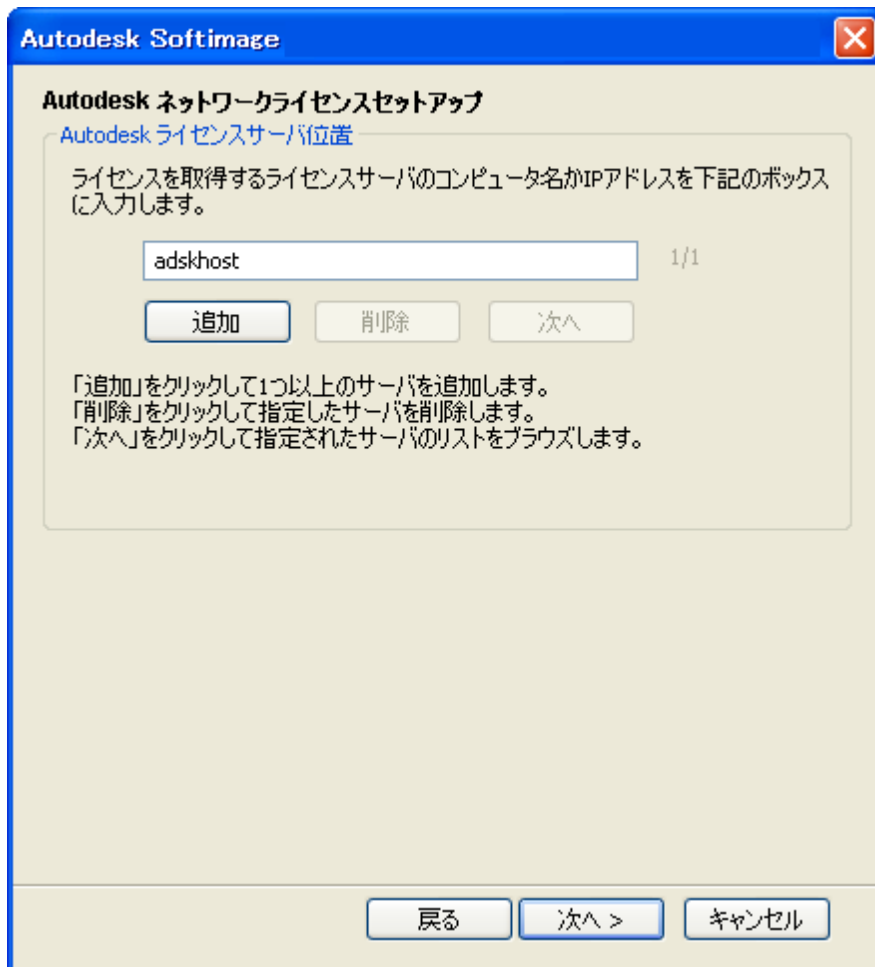 Autodesk Softimage
Autodesk ネットワークライセンスセットアップ
Autodesk ライセンスサーバ位置
ライセンスを取得するライセンスサーバのコンピュータ名かIPアドレスを下記のボックス
に入力します。
adskhost 1/1
追加 削除 次へ
「追加」をクリックして1つ以上のサーバを追加します。
「削除」をクリックして指定したサーバを削除します。
「次へ」をクリックして指定されたサーバのリストをブラウズします。
戻る 次へ > キャンセル